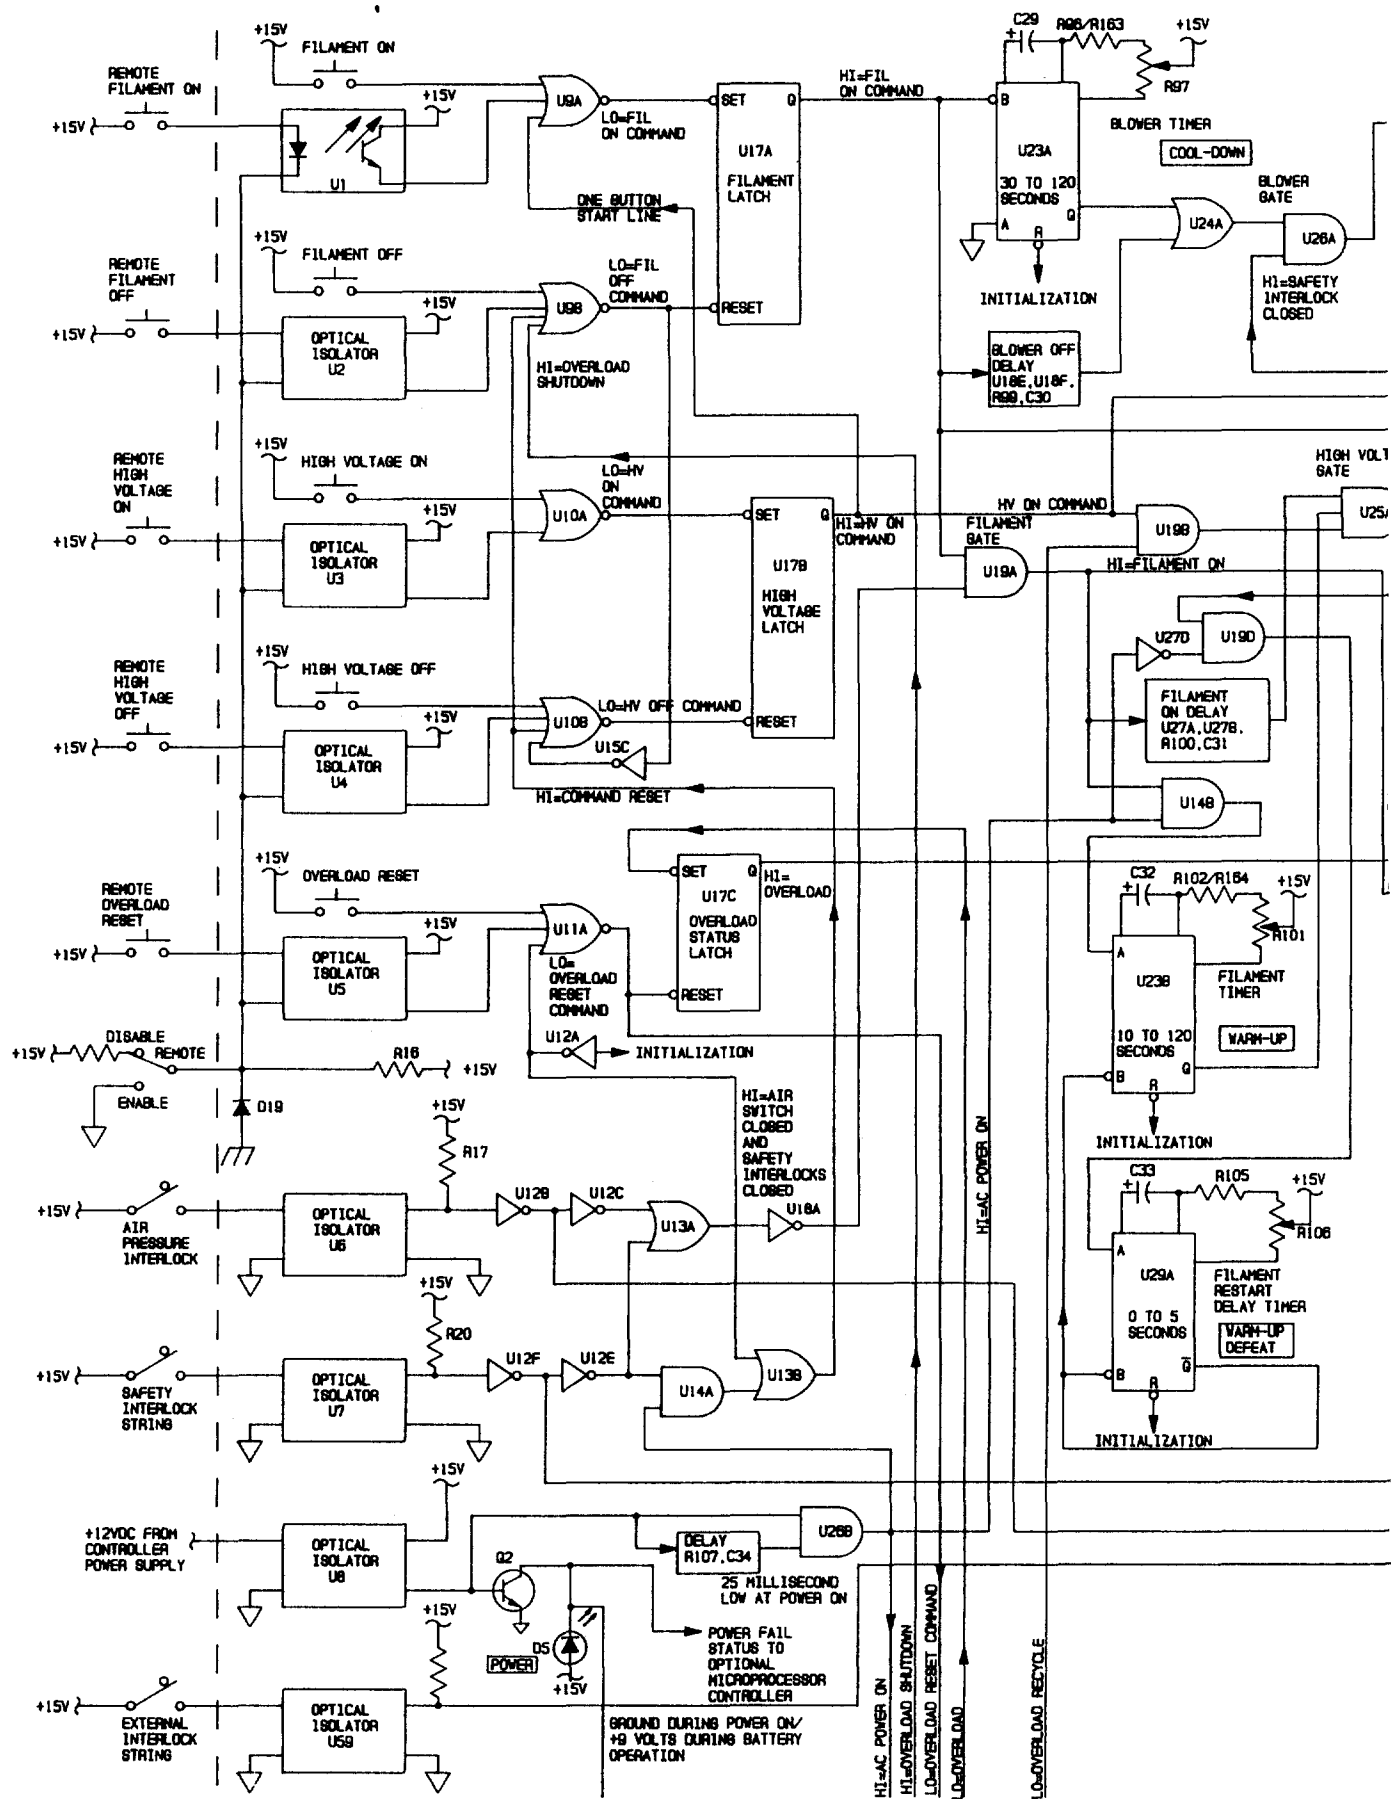 +15V
FILAMENT ON
REMOTE
FILAMENT ON
+15V
+15V
U1
U9A
LO=FIL
ON COMMAND
ONE BUTTON
START LINE
SET
Q
U17A
FILAMENT
LATCH
RESET
HI=FIL
ON COMMAND
C29
+
R96/R163
+15V
R97
B
U23A
30 TO 120
SECONDS
A
Q
R
INITIALIZATION
BLOWER TIMER
COOL-DOWN
BLOWER
GATE
U24A
U26A
HI=SAFETY
INTERLOCK
CLOSED
BLOWER OFF
DELAY
U18E,U18F,
R99,C30
+15V
FILAMENT OFF
REMOTE
FILAMENT
OFF
+15V
+15V
OPTICAL
ISOLATOR
U2
U9B
LO=FIL
OFF
COMMAND
HI=OVERLOAD
SHUTDOWN
+15V
HIGH VOLTAGE ON
REMOTE
HIGH
VOLTAGE
ON
+15V
+15V
OPTICAL
ISOLATOR
U3
U10A
LO=HV
ON
COMMAND
SET
Q
U17B
HIGH
VOLTAGE
LATCH
RESET
HI=HV ON
COMMAND
HV ON COMMAND
FILAMENT
GATE
U19A
U19B
HI=FILAMENT ON
HIGH VOLT
GATE
U25A
U27D
U19D
FILAMENT
ON DELAY
U27A,U27B,
R100,C31
U14B
+15V
HIGH VOLTAGE OFF
REMOTE
HIGH
VOLTAGE
OFF
+15V
+15V
OPTICAL
ISOLATOR
U4
U10B
LO=HV OFF COMMAND
U15C
HI=COMMAND RESET
+15V
OVERLOAD RESET
REMOTE
OVERLOAD
RESET
+15V
+15V
OPTICAL
ISOLATOR
U5
U11A
LO=
OVERLOAD
RESET
COMMAND
SET
Q
U17C
OVERLOAD
STATUS
LATCH
RESET
HI=
OVERLOAD
U12A
INITIALIZATION
C32
+
R102/R164
+15V
R101
A
U23B
10 TO 120
SECONDS
B
Q
R
INITIALIZATION
FILAMENT
TIMER
WARM-UP
DISABLE
+15V
REMOTE
ENABLE
R16
+15V
D19
HI=AIR
SWITCH
CLOSED
AND
SAFETY
INTERLOCKS
CLOSED
+15V
R17
+15V
AIR
PRESSURE
INTERLOCK
OPTICAL
ISOLATOR
U6
U12B
U12C
U13A
U18A
C33
+
R105
+15V
R106
A
U29A
0 TO 5
SECONDS
B
Q
R
INITIALIZATION
FILAMENT
RESTART
DELAY TIMER
WARM-UP
DEFEAT
+15V
R20
+15V
SAFETY
INTERLOCK
STRING
OPTICAL
ISOLATOR
U7
U12F
U12E
U14A
U13B
+15V
+12VDC FROM
CONTROLLER
POWER SUPPLY
OPTICAL
ISOLATOR
U8
Q2
DELAY
R107,C34
U26B
25 MILLISECOND
LOW AT POWER ON
D5
POWER
+15V
POWER FAIL
STATUS TO
OPTIONAL
MICROPROCESSOR
CONTROLLER
+15V
+15V
EXTERNAL
INTERLOCK
STRING
OPTICAL
ISOLATOR
U59
GROUND DURING POWER ON/
+9 VOLTS DURING BATTERY
OPERATION
HI=AC POWER ON
HI=AC POWER ON
HI=OVERLOAD SHUTDOWN
LO=OVERLOAD RESET COMMAND
LO=OVERLOAD
LO=OVERLOAD RECYCLE